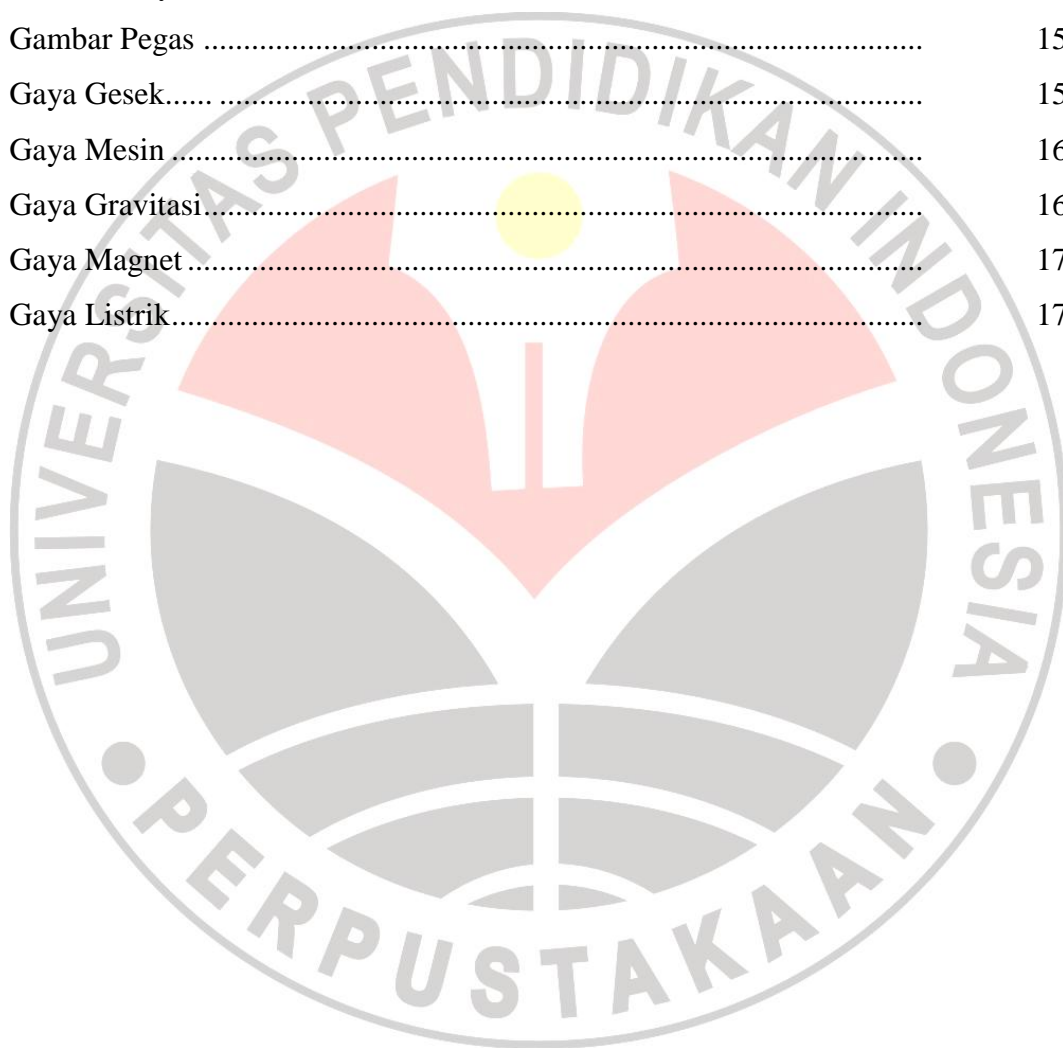 Gambar Pegas ........................................................................................ 15
Gaya Gesek...... ...................................................................................... 15
Gaya Mesin ............................................................................................ 16
Gaya Gravitasi........................................................................................ 16
Gaya Magnet .......................................................................................... 17
Gaya Listrik............................................................................................ 17
UNIVERSITAS PENDIDIKAN INDONESIA
PERPUSTAKAAN